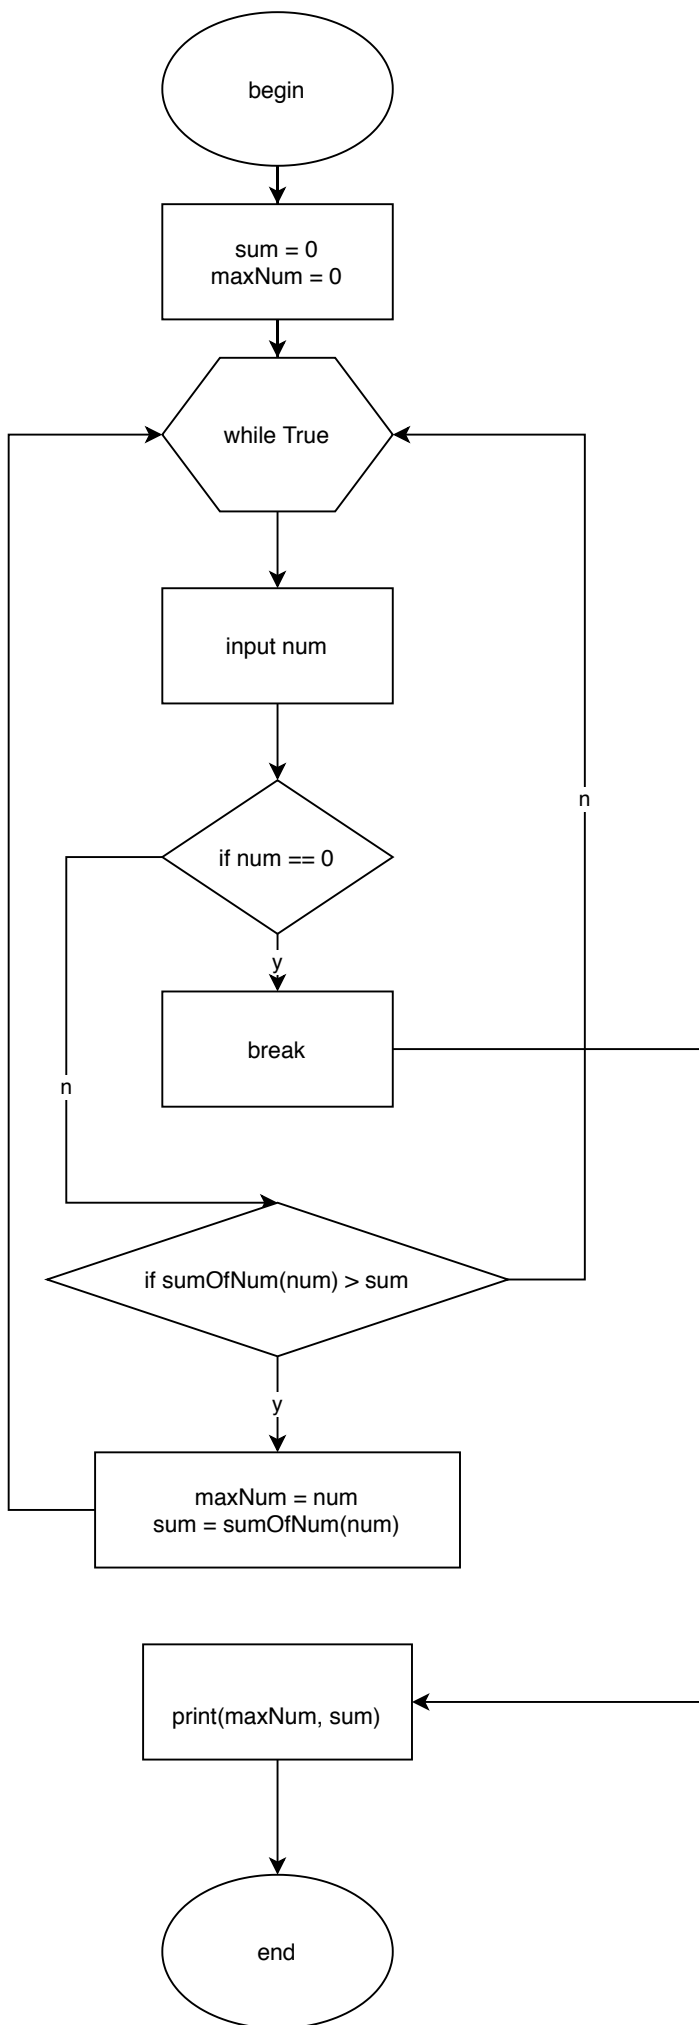 begin
sum = 0
maxNum = 0
while True
input num
n
if num == 0
y
break
n
if sumOfNum(num) > sum
y
maxNum = num
sum = sumOfNum(num)
print(maxNum, sum)
end